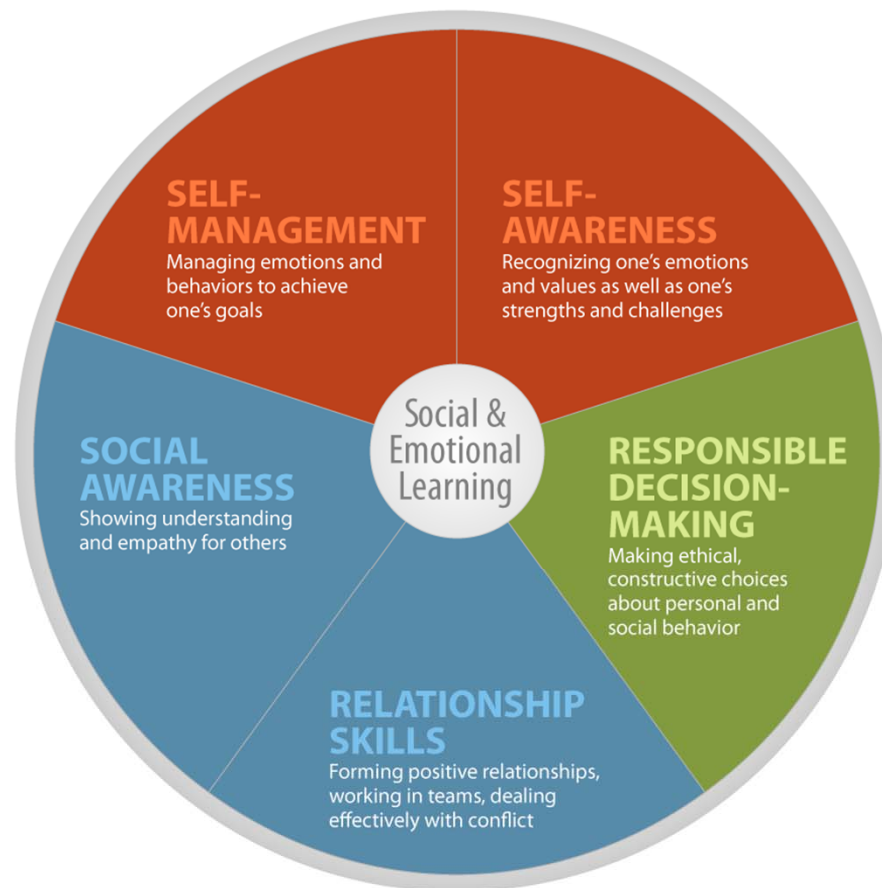 SELF-
MANAGEMENT
Managing emotions and
behaviors to achieve
one’s goals
SELF-
AWARENESS
Recognizing one’s emotions
and values as well as one’s
strengths and challenges
Social &
Emotional
Learning
SOCIAL
AWARENESS
Showing understanding
and empathy for others
RESPONSIBLE
DECISION-
MAKING
Making ethical,
constructive choices
about personal and
social behavior
RELATIONSHIP
SKILLS
Forming positive relationships,
working in teams, dealing
effectively with conflict